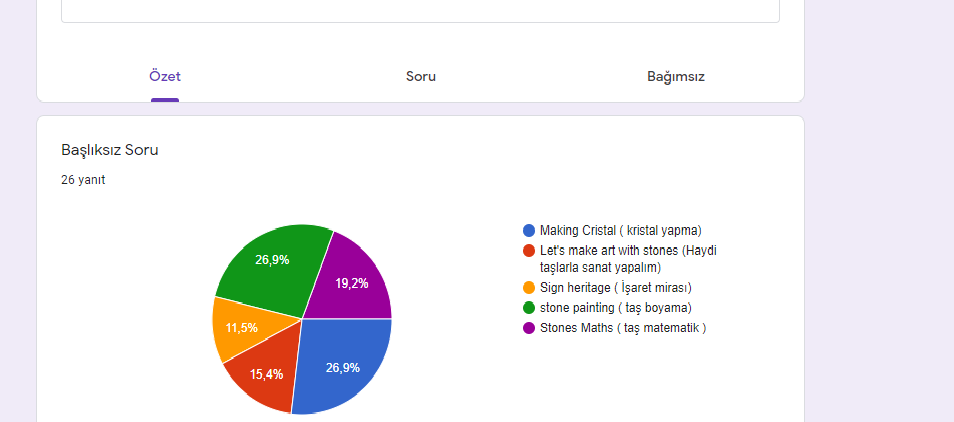 Özet Soru Bağımsız
Başlıksız Soru
26 yanıt
Making Cristal ( kristal yapma)
Let's make art with stones (Haydi
taşlarla sanat yapalım)
Sign heritage ( İşaret mirası)
stone painting ( taş boyama)
Stones Maths ( taş matematik )
26,9%
19,2%
11,5%
15,4%
26,9%